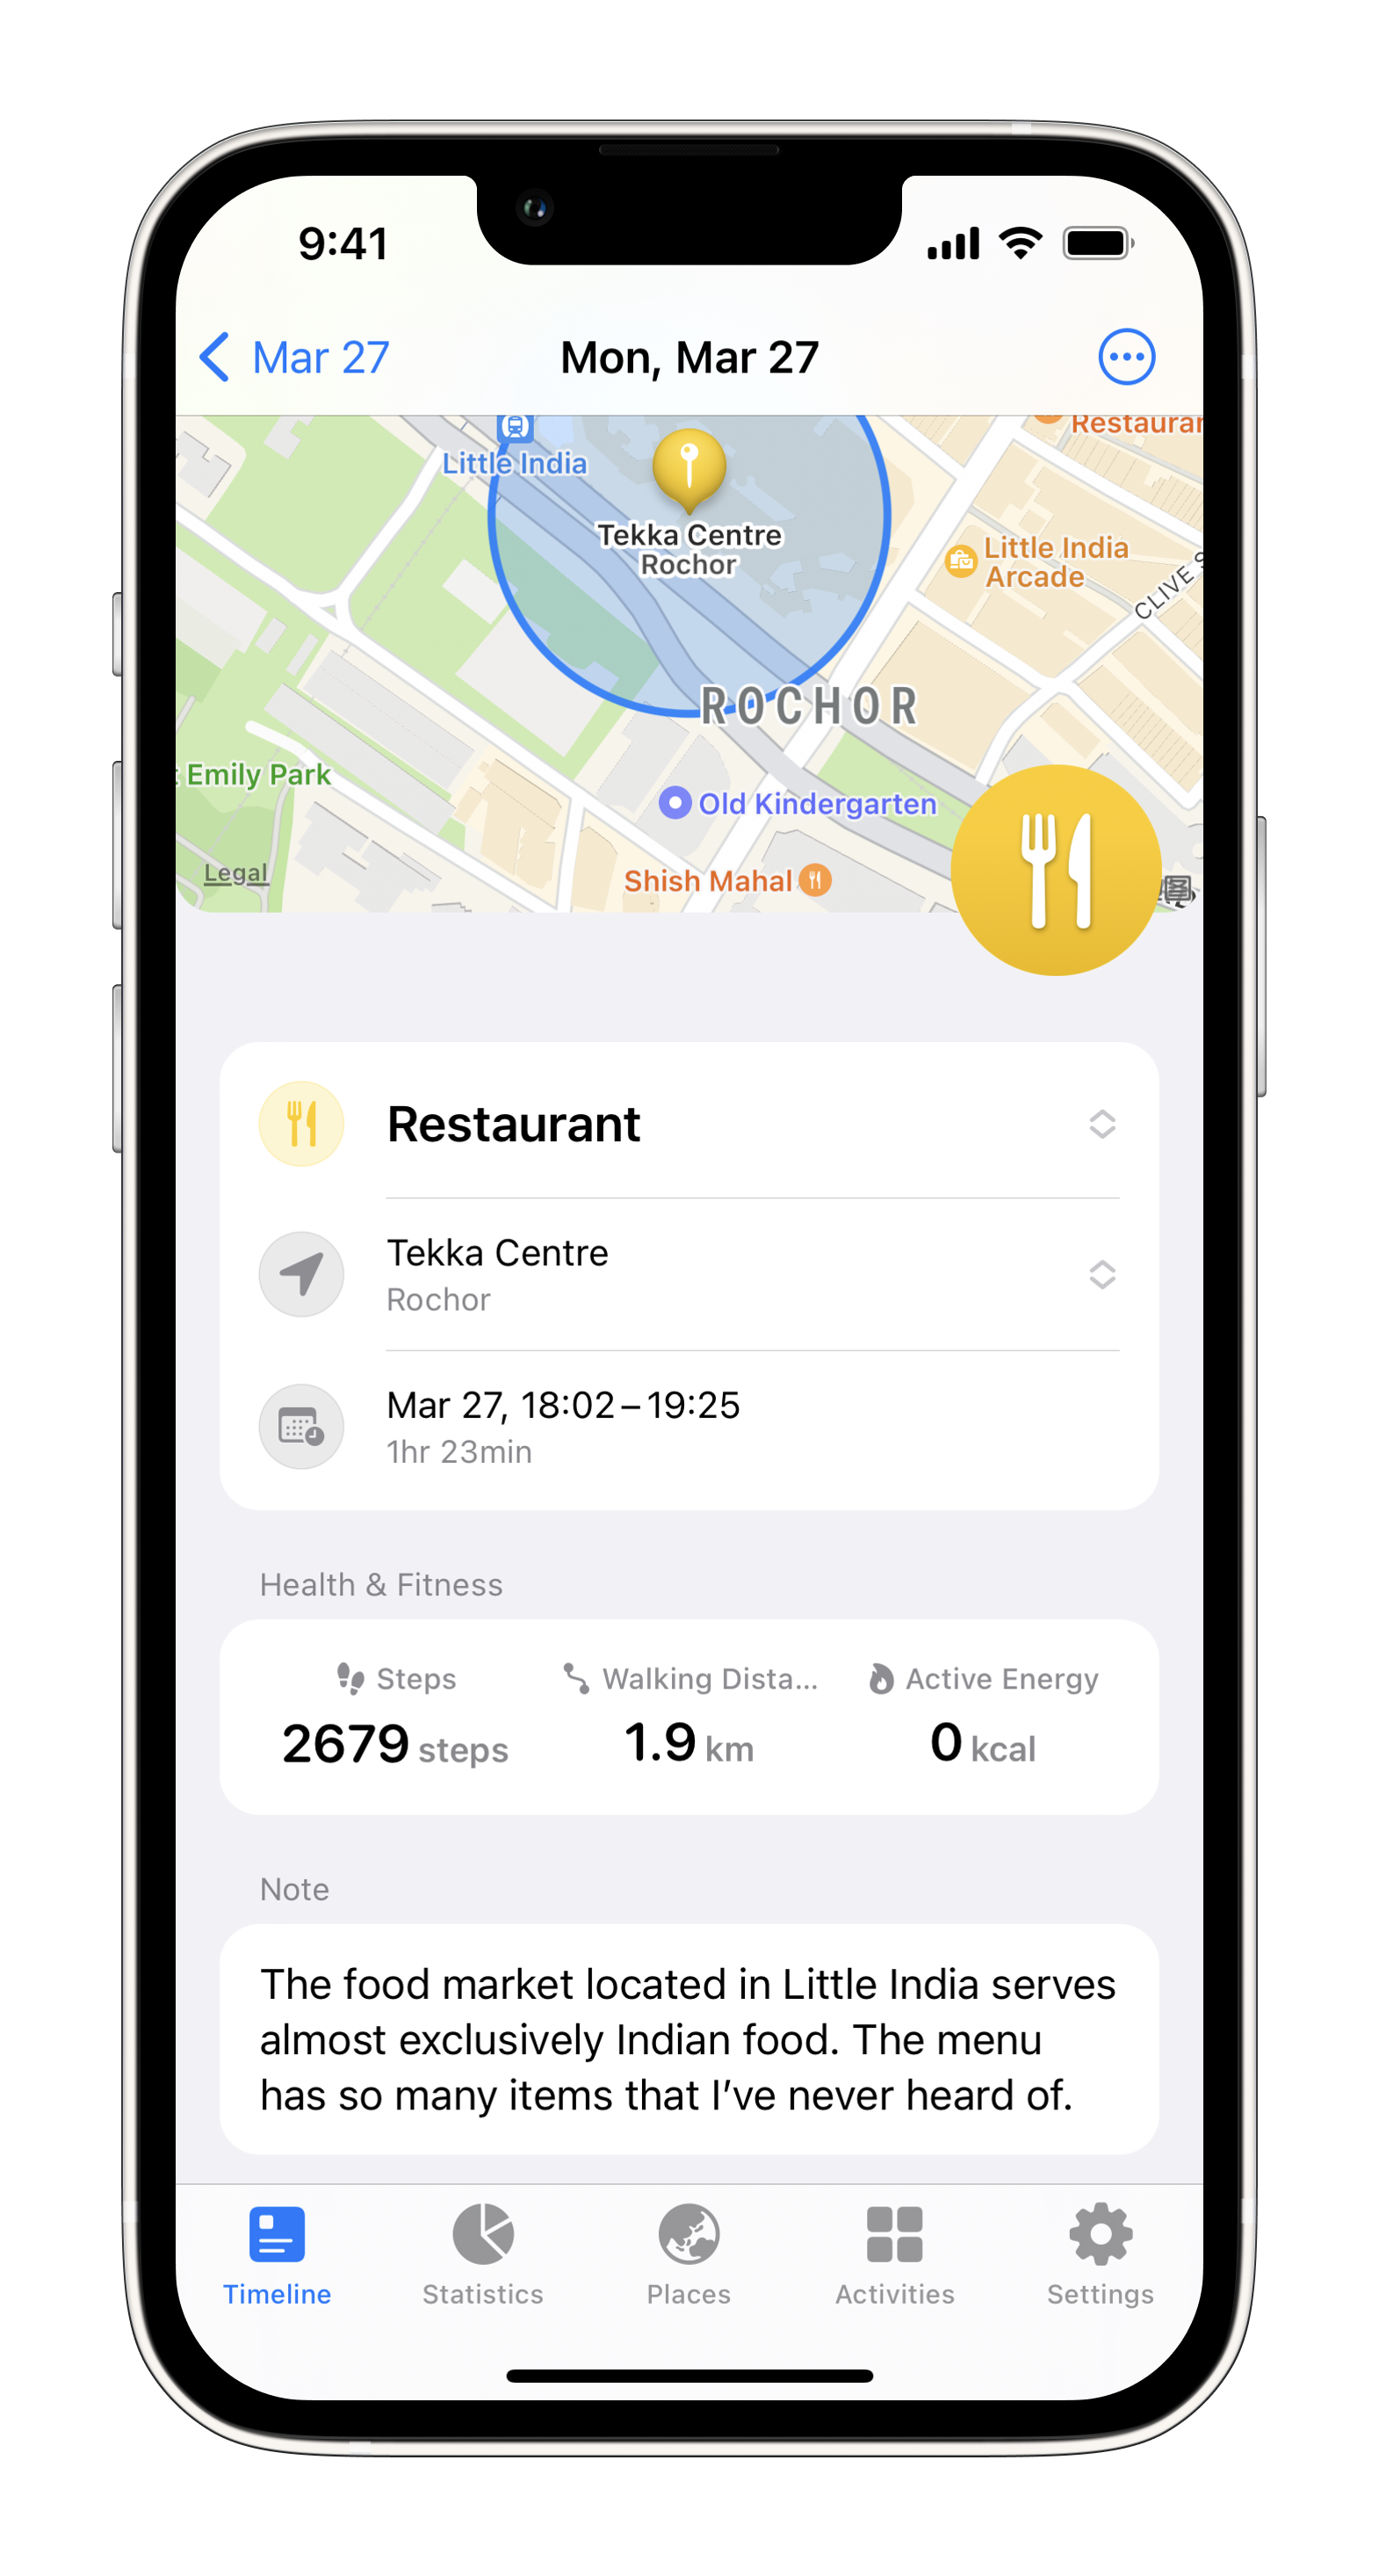 9:41
Mar 27
Mon, Mar 27
Restaurar
Little India
Tekka Centre
Rochor
Little India
Arcade
CLIVE S
ROCHOR
Emily Park
Old Kindergarten
Legal
Shish Mahal
Restaurant
Tekka Centre
Rochor
Mar 27, 18:02 – 19:25
1hr 23min
Health & Fitness
Steps
Walking Dista...
Active Energy
2679 steps
1.9 km
0 kcal
Note
The food market located in Little India serves
almost exclusively Indian food. The menu
has so many items that I’ve never heard of.
Timeline
Statistics
Places
Activities
Settings